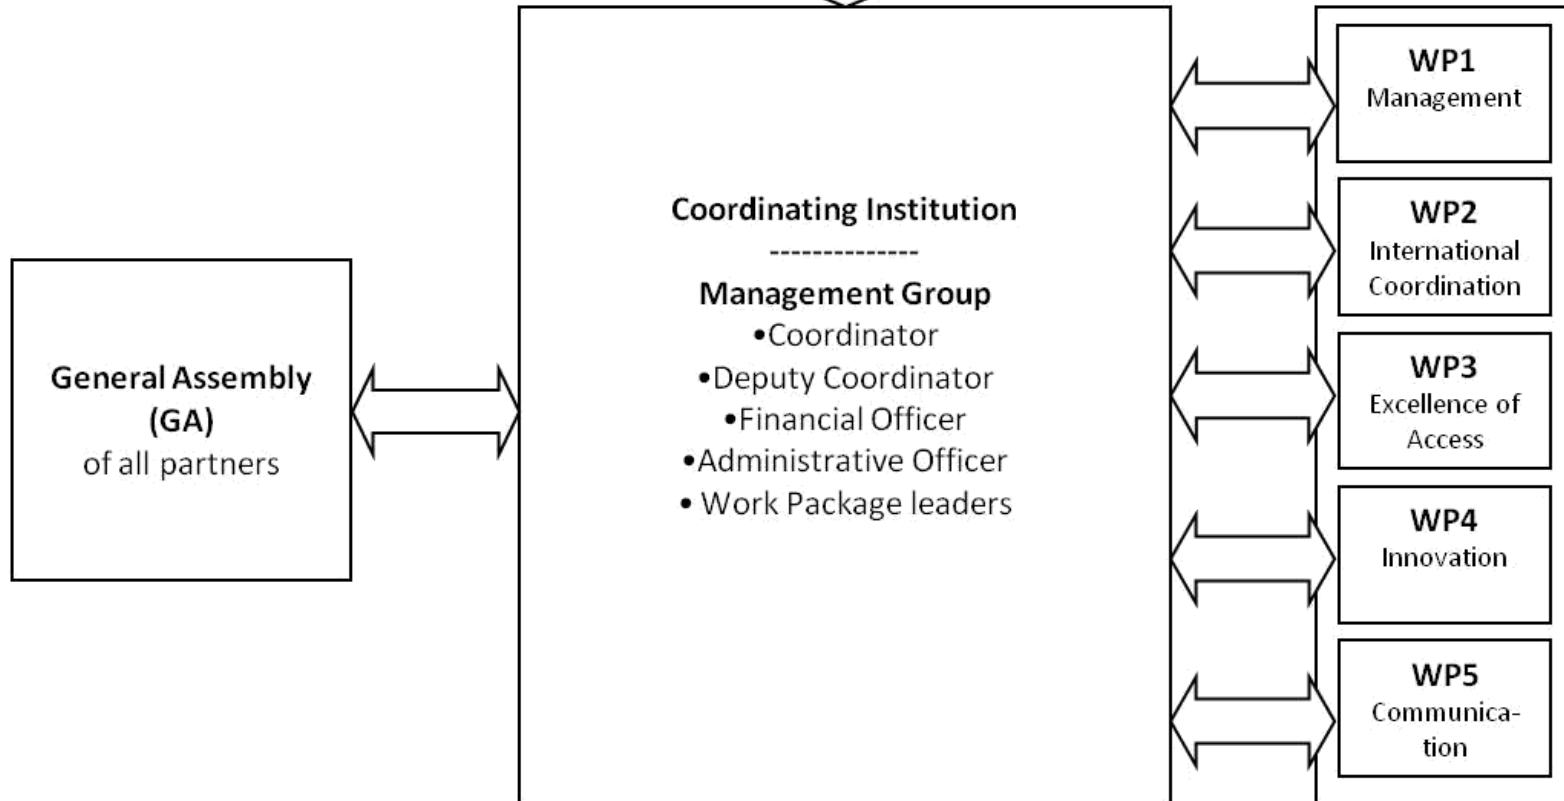 General Assembly
(GA)
of all partners
Coordinating Institution
--------------
Management Group
•Coordinator
•Deputy Coordinator
•Financial Officer
•Administrative Officer
• Work Package leaders
WP1
Management
WP2
International
Coordination
WP3
Excellence of
Access
WP4
Innovation
WP5
Communica-
tion